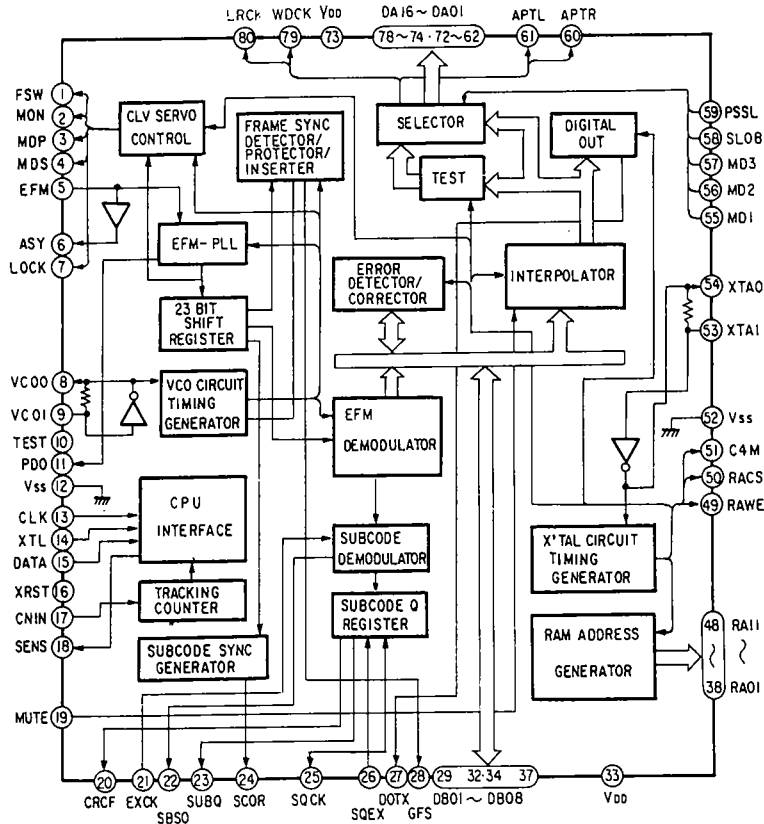 LRCK WDCK VDD DA16~DA01 APTL APTR
80 79 73 78~74·72~62 61 60
FSW 1
MON 2
MDP 3
MDS 4
EFM 5
ASY 6
LOCK 7
VCOO 8
VCOI 9
TEST 10
PDO 11
Vss 12
CLK 13
XTL 14
DATA 15
XRST 16
CNIN 17
SENS 18
MUTE 19
CLV SERVO
CONTROL
FRAME SYNC
DETECTOR/
PROTECTOR/
INSERTER
SELECTOR
DIGITAL
OUT
TEST
EFM-PLL
ERROR
DETECTOR/
CORRECTOR
INTERPOLATOR
23 BIT
SHIFT
REGISTER
VCO CIRCUIT
TIMING
GENERATOR
EFM
DEMODULATOR
CPU
INTERFACE
SUBCODE
DEMODULATOR
X'TAL CIRCUIT
TIMING
GENERATOR
TRACKING
COUNTER
SUBCODE Q
REGISTER
SUBCODE SYNC
GENERATOR
RAM ADDRESS
GENERATOR
59 PSSL
58 SLOB
57 MD3
56 MD2
55 MD1
54 XTAO
53 XTAI
52 Vss
51 C4M
50 RACS
49 RAWE
48 RA11
38 RA01
20 21 22 23 24 25 26 27 28 29 32·34 37 33
CRCF EXCK SBSO SUBQ SCOR SQCK SQEX DOTX GFS DB01~DB08 VDD